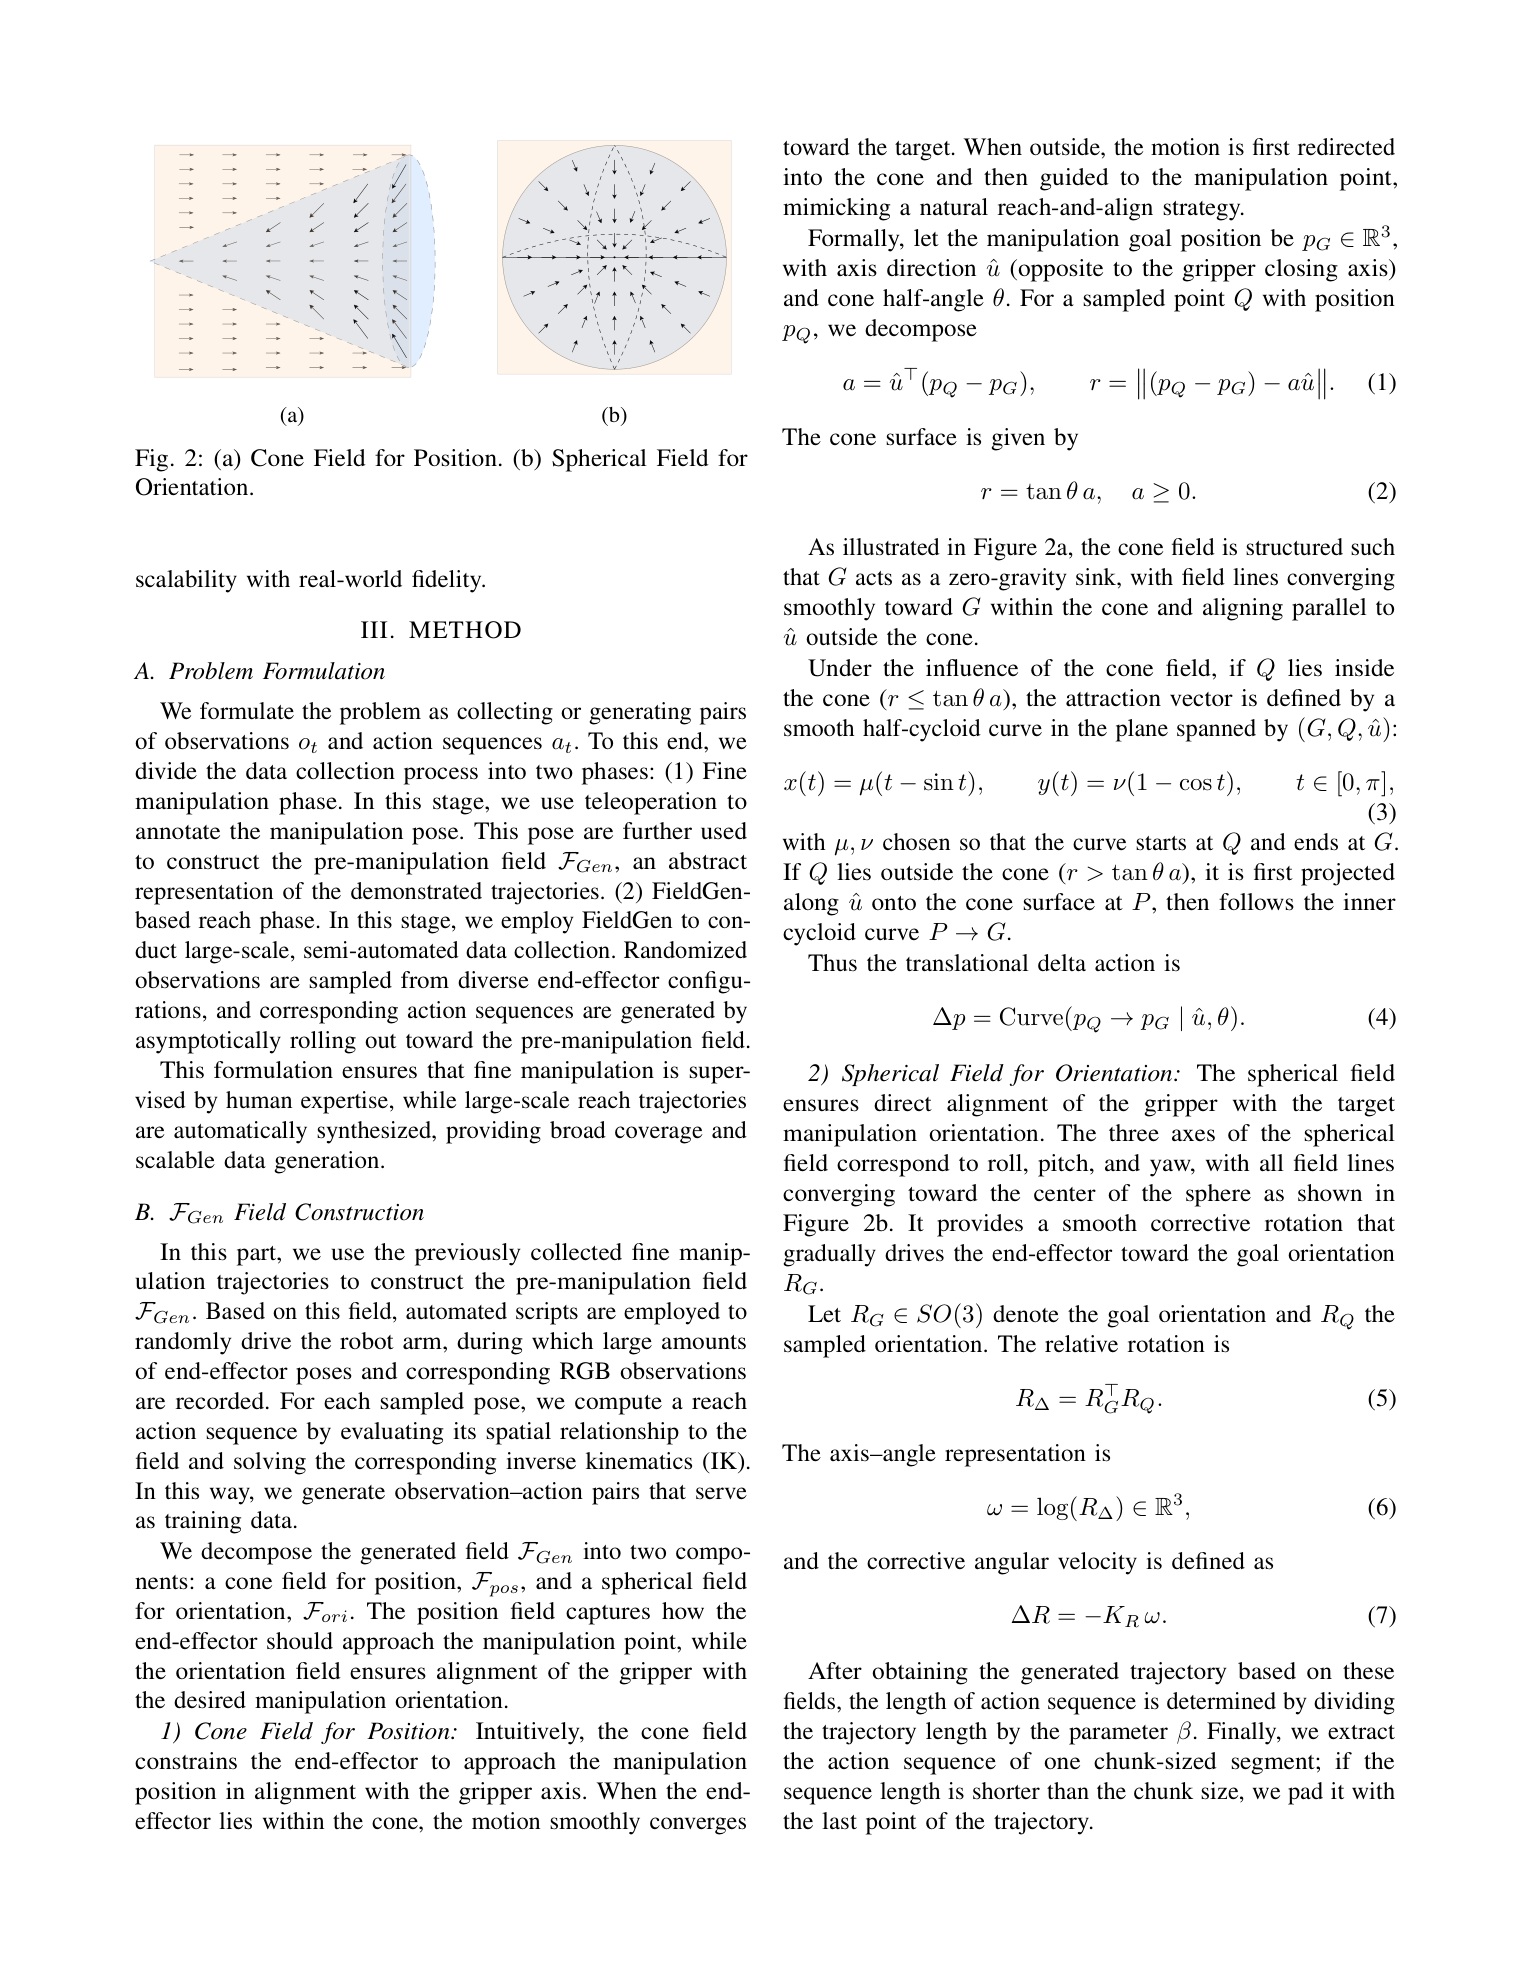 (a)
(b)
Fig. 2: (a) Cone Field for Position. (b) Spherical Field for
Orientation.
scalability with real-world fidelity.
III. METHOD
A. Problem Formulation
We formulate the problem as collecting or generating pairs
of observations o_t and action sequences a_t. To this end, we
divide the data collection process into two phases: (1) Fine
manipulation phase. In this stage, we use teleoperation to
annotate the manipulation pose. This pose are further used
to construct the pre-manipulation field F_Gen, an abstract
representation of the demonstrated trajectories. (2) FieldGen-
based reach phase. In this stage, we employ FieldGen to con-
duct large-scale, semi-automated data collection. Randomized
observations are sampled from diverse end-effector configu-
rations, and corresponding action sequences are generated by
asymptotically rolling out toward the pre-manipulation field.
This formulation ensures that fine manipulation is super-
vised by human expertise, while large-scale reach trajectories
are automatically synthesized, providing broad coverage and
scalable data generation.
B. F_Gen Field Construction
In this part, we use the previously collected fine manip-
ulation trajectories to construct the pre-manipulation field
F_Gen. Based on this field, automated scripts are employed to
randomly drive the robot arm, during which large amounts
of end-effector poses and corresponding RGB observations
are recorded. For each sampled pose, we compute a reach
action sequence by evaluating its spatial relationship to the
field and solving the corresponding inverse kinematics (IK).
In this way, we generate observation–action pairs that serve
as training data.
We decompose the generated field F_Gen into two compo-
nents: a cone field for position, F_pos, and a spherical field
for orientation, F_ori. The position field captures how the
end-effector should approach the manipulation point, while
the orientation field ensures alignment of the gripper with
the desired manipulation orientation.
1) Cone Field for Position: Intuitively, the cone field
constrains the end-effector to approach the manipulation
position in alignment with the gripper axis. When the end-
effector lies within the cone, the motion smoothly converges
toward the target. When outside, the motion is first redirected
into the cone and then guided to the manipulation point,
mimicking a natural reach-and-align strategy.
Formally, let the manipulation goal position be p_G ∈ ℝ³,
with axis direction û (opposite to the gripper closing axis)
and cone half-angle θ. For a sampled point Q with position
p_Q, we decompose
a = û⊤(p_Q − p_G), r = ‖(p_Q − p_G) − aû‖. (1)
The cone surface is given by
r = tan θ a, a ≥ 0. (2)
As illustrated in Figure 2a, the cone field is structured such
that G acts as a zero-gravity sink, with field lines converging
smoothly toward G within the cone and aligning parallel to
û outside the cone.
Under the influence of the cone field, if Q lies inside
the cone (r ≤ tan θ a), the attraction vector is defined by a
smooth half-cycloid curve in the plane spanned by (G, Q, û):
x(t) = μ(t − sin t), y(t) = ν(1 − cos t), t ∈ [0, π],
(3)
with μ, ν chosen so that the curve starts at Q and ends at G.
If Q lies outside the cone (r > tan θ a), it is first projected
along û onto the cone surface at P, then follows the inner
cycloid curve P → G.
Thus the translational delta action is
Δp = Curve(p_Q → p_G | û, θ). (4)
2) Spherical Field for Orientation: The spherical field
ensures direct alignment of the gripper with the target
manipulation orientation. The three axes of the spherical
field correspond to roll, pitch, and yaw, with all field lines
converging toward the center of the sphere as shown in
Figure 2b. It provides a smooth corrective rotation that
gradually drives the end-effector toward the goal orientation
R_G.
Let R_G ∈ SO(3) denote the goal orientation and R_Q the
sampled orientation. The relative rotation is
R_Δ = R_G⊤ R_Q. (5)
The axis–angle representation is
ω = log(R_Δ) ∈ ℝ³, (6)
and the corrective angular velocity is defined as
ΔR = −K_R ω. (7)
After obtaining the generated trajectory based on these
fields, the length of action sequence is determined by dividing
the trajectory length by the parameter β. Finally, we extract
the action sequence of one chunk-sized segment; if the
sequence length is shorter than the chunk size, we pad it with
the last point of the trajectory.